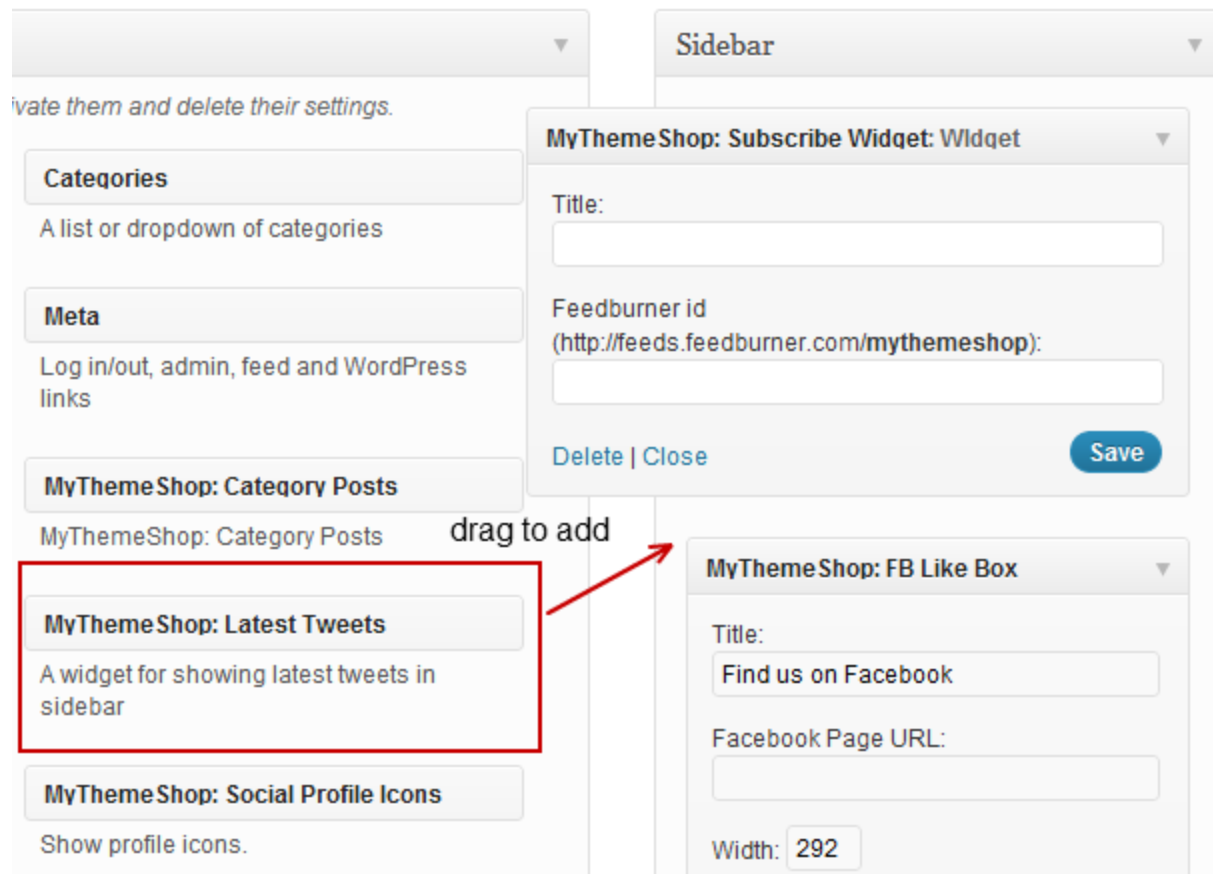 ivate them and delete their settings.
Categories
A list or dropdown of categories
Meta
Log in/out, admin, feed and WordPress
links
MyThemeShop: Category Posts
MyThemeShop: Category Posts
MyThemeShop: Latest Tweets
A widget for showing latest tweets in
sidebar
MyThemeShop: Social Profile Icons
Show profile icons.
drag to add
Sidebar
MyThemeShop: Subscribe Widget: WIdget
Title:
Feedburner id
(http://feeds.feedburner.com/mythemeshop):
Delete | Close
Save
MyThemeShop: FB Like Box
Title:
Find us on Facebook
Facebook Page URL:
Width: 292